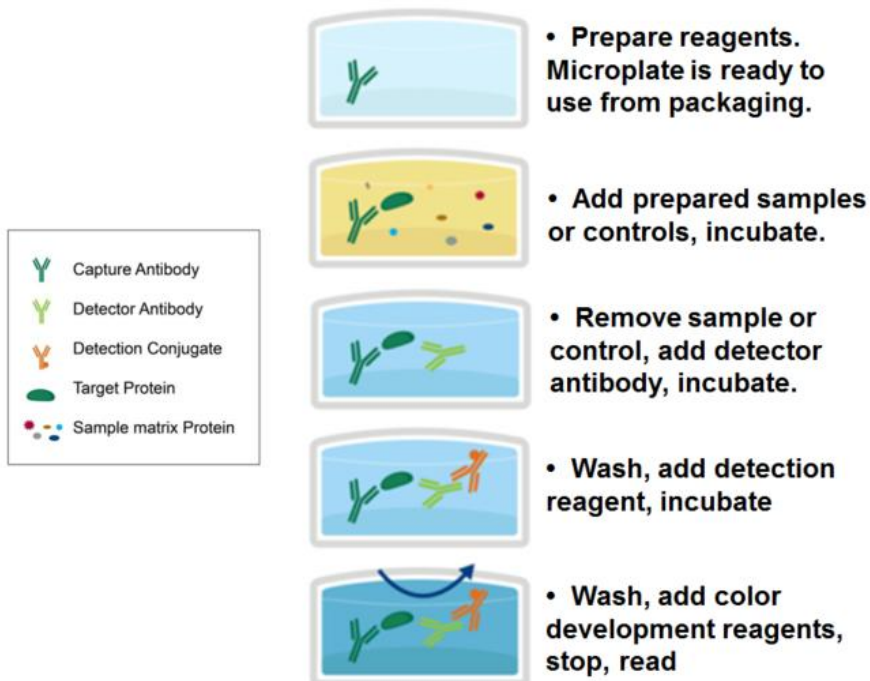 • Prepare reagents.
Microplate is ready to
use from packaging.
• Add prepared samples
or controls, incubate.
Capture Antibody
Detector Antibody
Detection Conjugate
Target Protein
Sample matrix Protein
• Remove sample or
control, add detector
antibody, incubate.
• Wash, add detection
reagent, incubate
• Wash, add color
development reagents,
stop, read